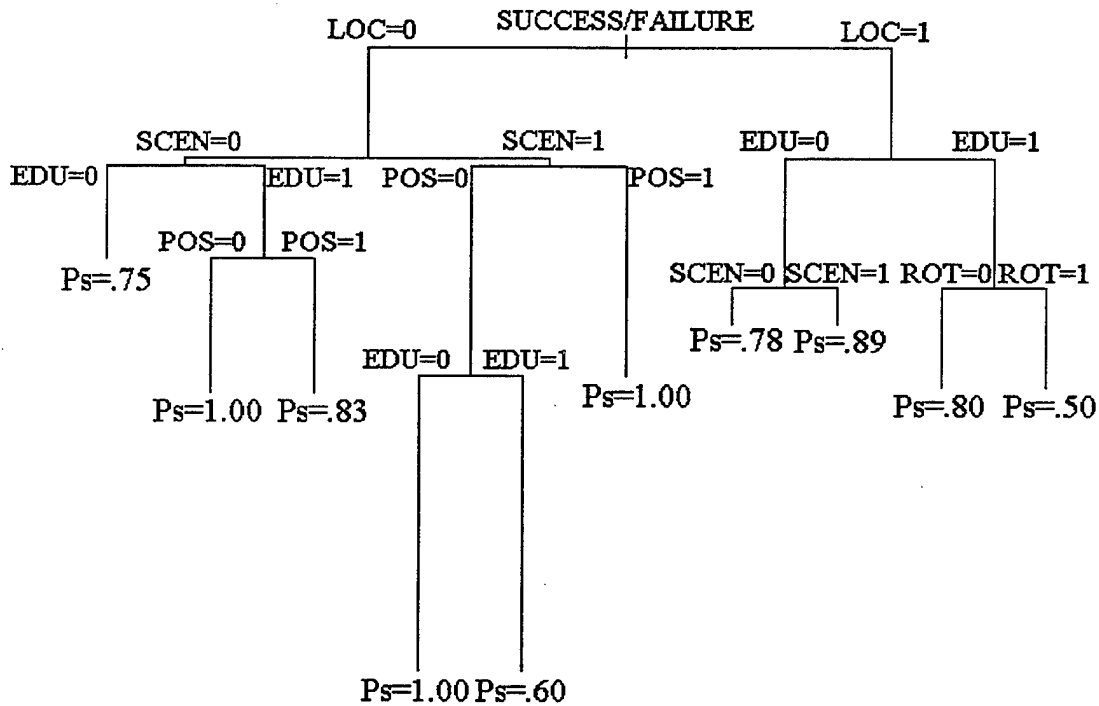 LOC=0 SUCCESS/FAILURE LOC=1
SCEN=0 SCEN=1 EDU=0 EDU=1
EDU=0 EDU=1 POS=0 POS=1
POS=0 POS=1
Ps=.75 SCEN=0 SCEN=1 ROT=0 ROT=1
Ps=.78 Ps=.89
EDU=0 EDU=1
Ps=1.00 Ps=.83 Ps=1.00 Ps=.80 Ps=.50
Ps=1.00 Ps=.60